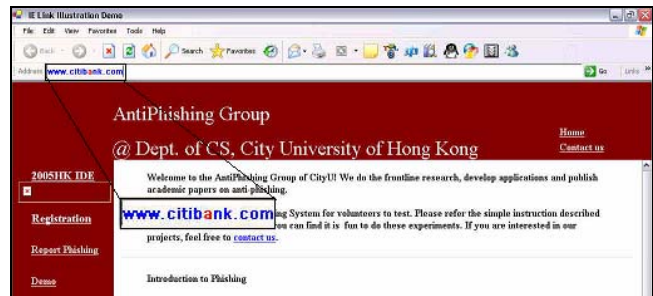 IE Link Illustration Demo
File Edit View Favorites Tools Help
Back Search Favorites
Address www.citibank.com Go Links »
AntiPhishing Group
@ Dept. of CS, City University of Hong Kong
Home
Contact us
2005HK IDE
Registration
Report Phishing
Demo
Welcome to the AntiPhishing Group of CityU! We do the frontline research, develop applications and publish
academic papers on anti-phishing.
www.citibank.com
ing System for volunteers to test. Please refer the simple instruction described
you can find it is fun to do these experiments. If you are interested in our
projects, feel free to contact us.
Introduction to Phishing